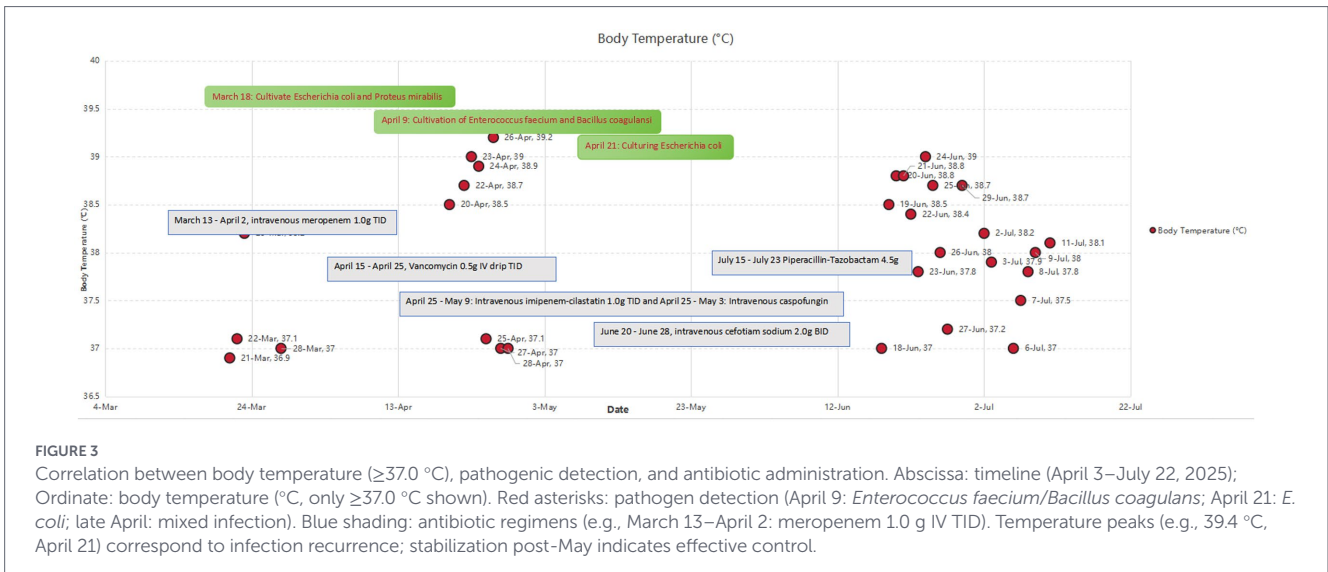 Body Temperature (°C)
40
March 18: Cultivate Escherichia coli and Proteus mirabilis
39.5
April 9: Cultivation of Enterococcus faecium and Bacillus coagulansi
26-Apr, 39.2
April 21: Culturing Escherichia coli
39
23-Apr, 39
24-Jun, 39
24-Apr, 38.9
21-Jun, 38.8
20-Jun, 38.8
22-Apr, 38.7
38.7
29-Jun, 38.7
20-Apr, 38.5
19-Jun, 38.5
38.5
22-Jun, 38.4
March 13 - April 2, intravenous meropenem 1.0g TID
2-Jul, 38.2
Body Temperature (°C)
11-Jul, 38.1
38
26-Jun, 38
9-Jul, 38
July 15 - July 23 Piperacillin-Tazobactam 4.5g
3-Jul, 37.9
April 15 - April 25, Vancomycin 0.5g IV drip TID
23-Jun, 37.8
8-Jul, 37.8
Body Temperature (°C)
37.5
April 25 - May 9: Intravenous imipenem-cilastatin 1.0g TID and April 25 - May 3: Intravenous caspofungin
7-Jul, 37.5
June 20 - June 28, intravenous cefotiam sodium 2.0g BID
27-Jun, 37.2
22-Mar, 37.1
25-Apr, 37.1
37
28-Mar, 37
27-Apr, 37
18-Jun, 37
6-Jul, 37
21-Mar, 36.9
28-Apr, 37
36.5
4-Mar
24-Mar
13-Apr
3-May
Date
23-May
12-Jun
2-Jul
22-Jul
FIGURE 3
Correlation between body temperature (≥37.0 °C), pathogenic detection, and antibiotic administration. Abscissa: timeline (April 3–July 22, 2025);
Ordinate: body temperature (°C, only ≥37.0 °C shown). Red asterisks: pathogen detection (April 9: Enterococcus faecium/Bacillus coagulans; April 21: E.
coli; late April: mixed infection). Blue shading: antibiotic regimens (e.g., March 13–April 2: meropenem 1.0 g IV TID). Temperature peaks (e.g., 39.4 °C,
April 21) correspond to infection recurrence; stabilization post-May indicates effective control.